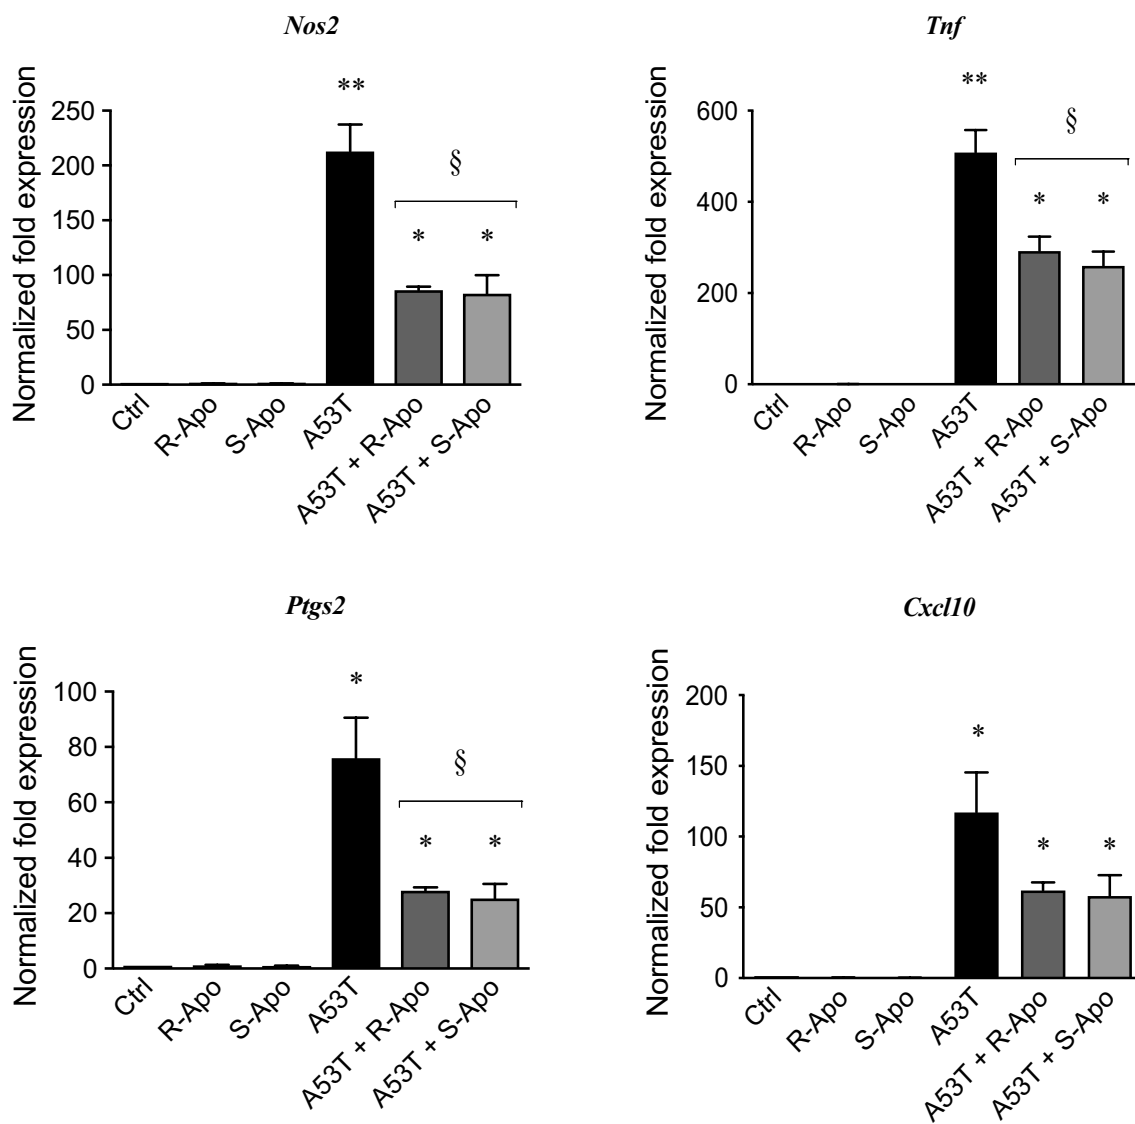 Nos2
Normalized fold expression
250
200
150
100
50
0
**
§
*
*
Ctrl
R-Apo
S-Apo
A53T
A53T + R-Apo
A53T + S-Apo
Tnf
Normalized fold expression
600
400
200
0
**
§
*
*
Ctrl
R-Apo
S-Apo
A53T
A53T + R-Apo
A53T + S-Apo
Ptgs2
Normalized fold expression
100
80
60
40
20
0
*
§
*
*
Ctrl
R-Apo
S-Apo
A53T
A53T + R-Apo
A53T + S-Apo
Cxcl10
Normalized fold expression
200
150
100
50
0
*
*
*
Ctrl
R-Apo
S-Apo
A53T
A53T + R-Apo
A53T + S-Apo